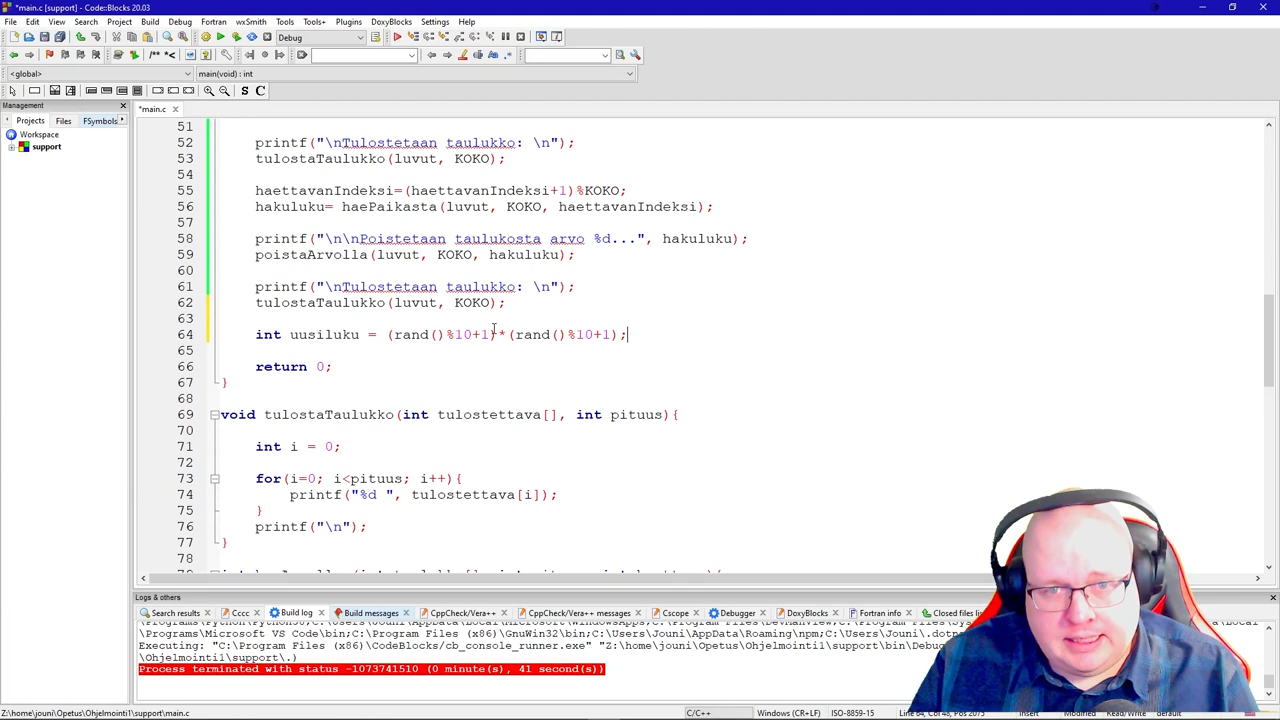 *main.c [support] - Code::Blocks 20.03
File Edit View Search Project Build Debug Fortran wxSmith Tools Tools+ Plugins DoxyBlocks Settings Help
Debug
<global> main(void) : int
S C
Management
Projects Files FSymbols
Workspace
support
*main.c
51
52 printf("\nTulostetaan taulukko: \n");
53 tulostaTaulukko(luvut, KOKO);
54
55 haettavanIndeksi=(haettavanIndeksi+1)%KOKO;
56 hakuluku= haePaikasta(luvut, KOKO, haettavanIndeksi);
57
58 printf("\n\nPoistetaan taulukosta arvo %d...", hakuluku);
59 poistaArvolla(luvut, KOKO, hakuluku);
60
61 printf("\nTulostetaan taulukko: \n");
62 tulostaTaulukko(luvut, KOKO);
63
64 int uusiluku = (rand()%10+1)*(rand()%10+1);
65
66 return 0;
67 }
68
69 void tulostaTaulukko(int tulostettava[], int pituus){
70
71 int i = 0;
72
73 for(i=0; i<pituus; i++){
74 printf("%d ", tulostettava[i]);
75 }
76 printf("\n");
77 }
78
Logs & others
Search results Cccc Build log Build messages CppCheck/Vera++ CppCheck/Vera++ messages Cscope Debugger DoxyBlocks Fortran info Closed files
\Programs\Microsoft VS Code\bin;C:\Program Files (x86)\GnuWin32\bin;C:\Users\Jouni\AppData\Roaming\npm;C:\Users\Jouni\.dotn
Executing: "C:\Program Files (x86)\CodeBlocks/cb_console_runner.exe" "Z:\home\jouni\Opetus\Ohjelmointi1\support\bin\Debug
\Ohjelmointi1\support\.)
Process terminated with status -1073741510 (0 minute(s), 41 second(s))
Z:\home\jouni\Opetus\Ohjelmointi1\support\main.c C/C++ Windows (CR+LF) ISO-8859-15 Line 64, Col 48, Pos 2075 Insert Modified Read/Write default